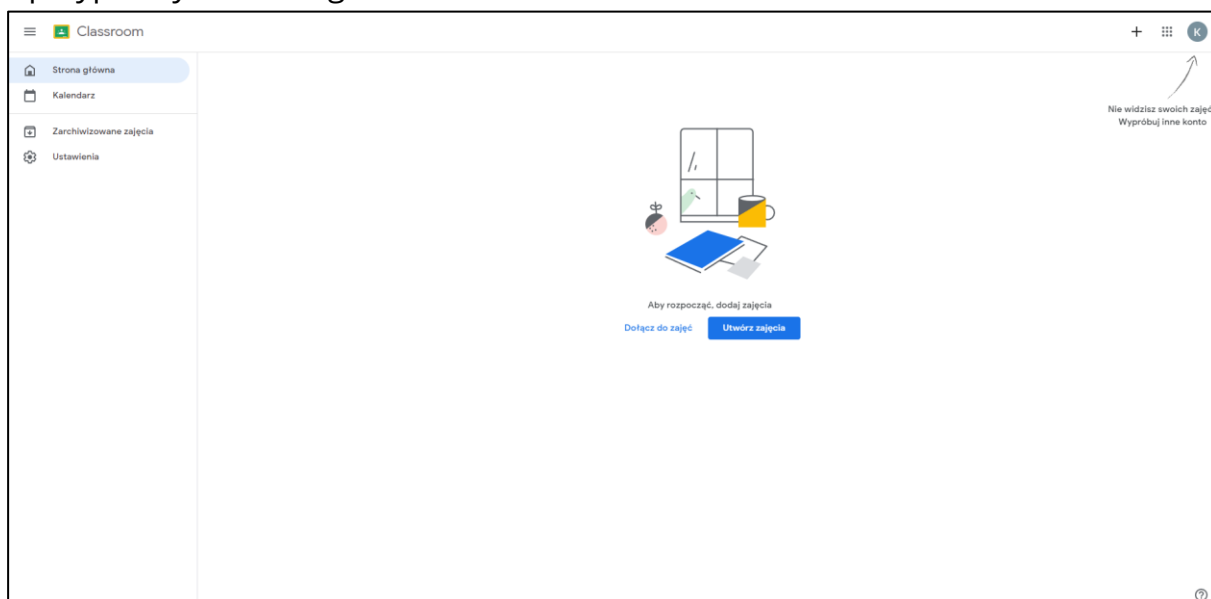 Classroom
K
Strona główna
Kalendarz
Zarchiwizowane zajęcia
Ustawienia
Nie widzisz swoich zajęć
Wypróbuj inne konto
Aby rozpocząć, dodaj zajęcia
Dołącz do zajęć
Utwórz zajęcia